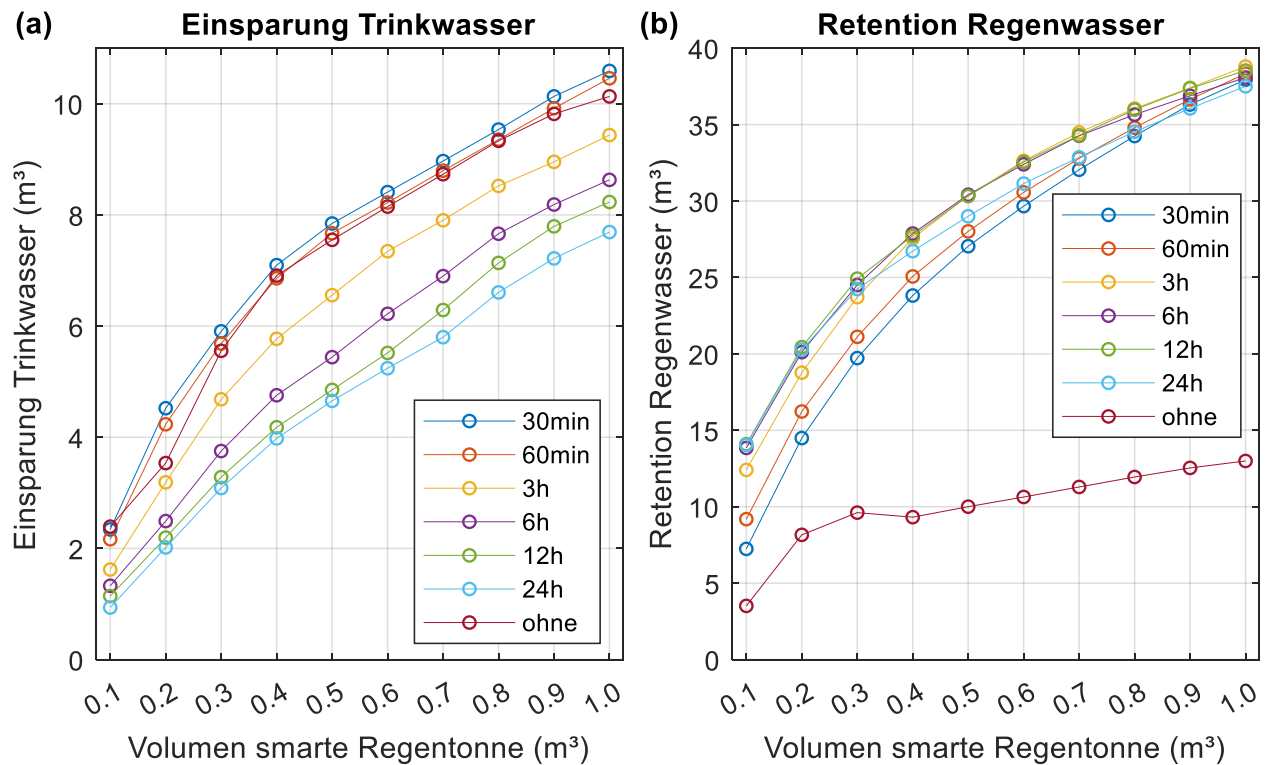 (a) Einsparung Trinkwasser
Einsparung Trinkwasser (m³)
10
8
6
4
2
0
30min
60min
3h
6h
12h
24h
ohne
0.1 0.2 0.3 0.4 0.5 0.6 0.7 0.8 0.9 1.0
Volumen smarte Regentonne (m³)
(b) Retention Regenwasser
Retention Regenwasser (m³)
40
35
30
25
20
15
10
5
0
30min
60min
3h
6h
12h
24h
ohne
0.1 0.2 0.3 0.4 0.5 0.6 0.7 0.8 0.9 1.0
Volumen smarte Regentonne (m³)